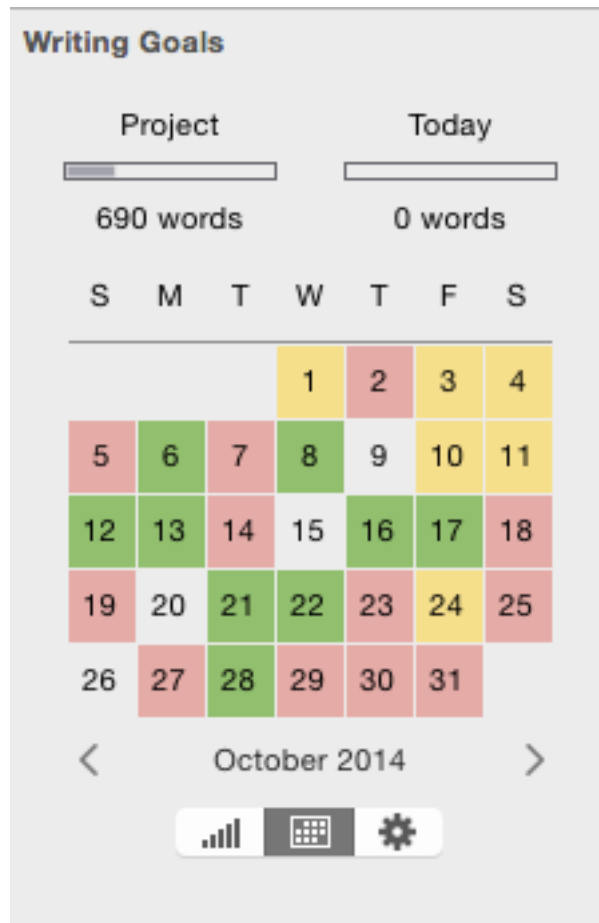 Writing Goals
Project Today
690 words 0 words
S M T W T F S
1 2 3 4
5 6 7 8 9 10 11
12 13 14 15 16 17 18
19 20 21 22 23 24 25
26 27 28 29 30 31
October 2014